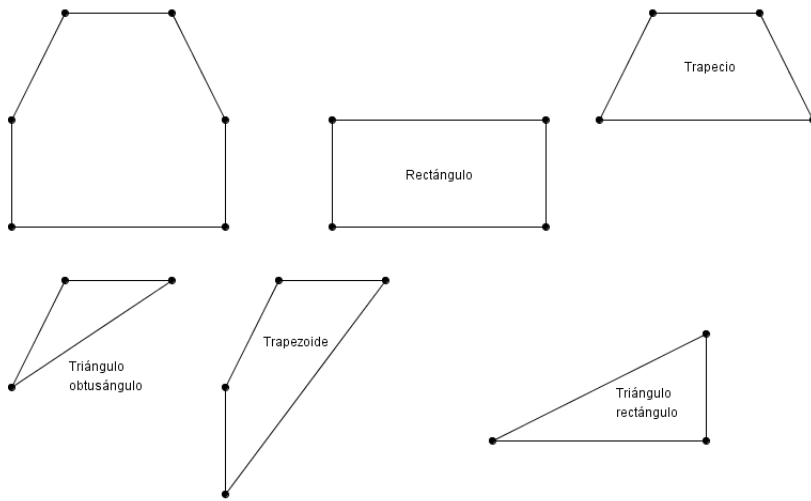 Trapecio
Rectángulo
Triángulo
obtusángulo
Trapezoide
Triángulo
rectángulo